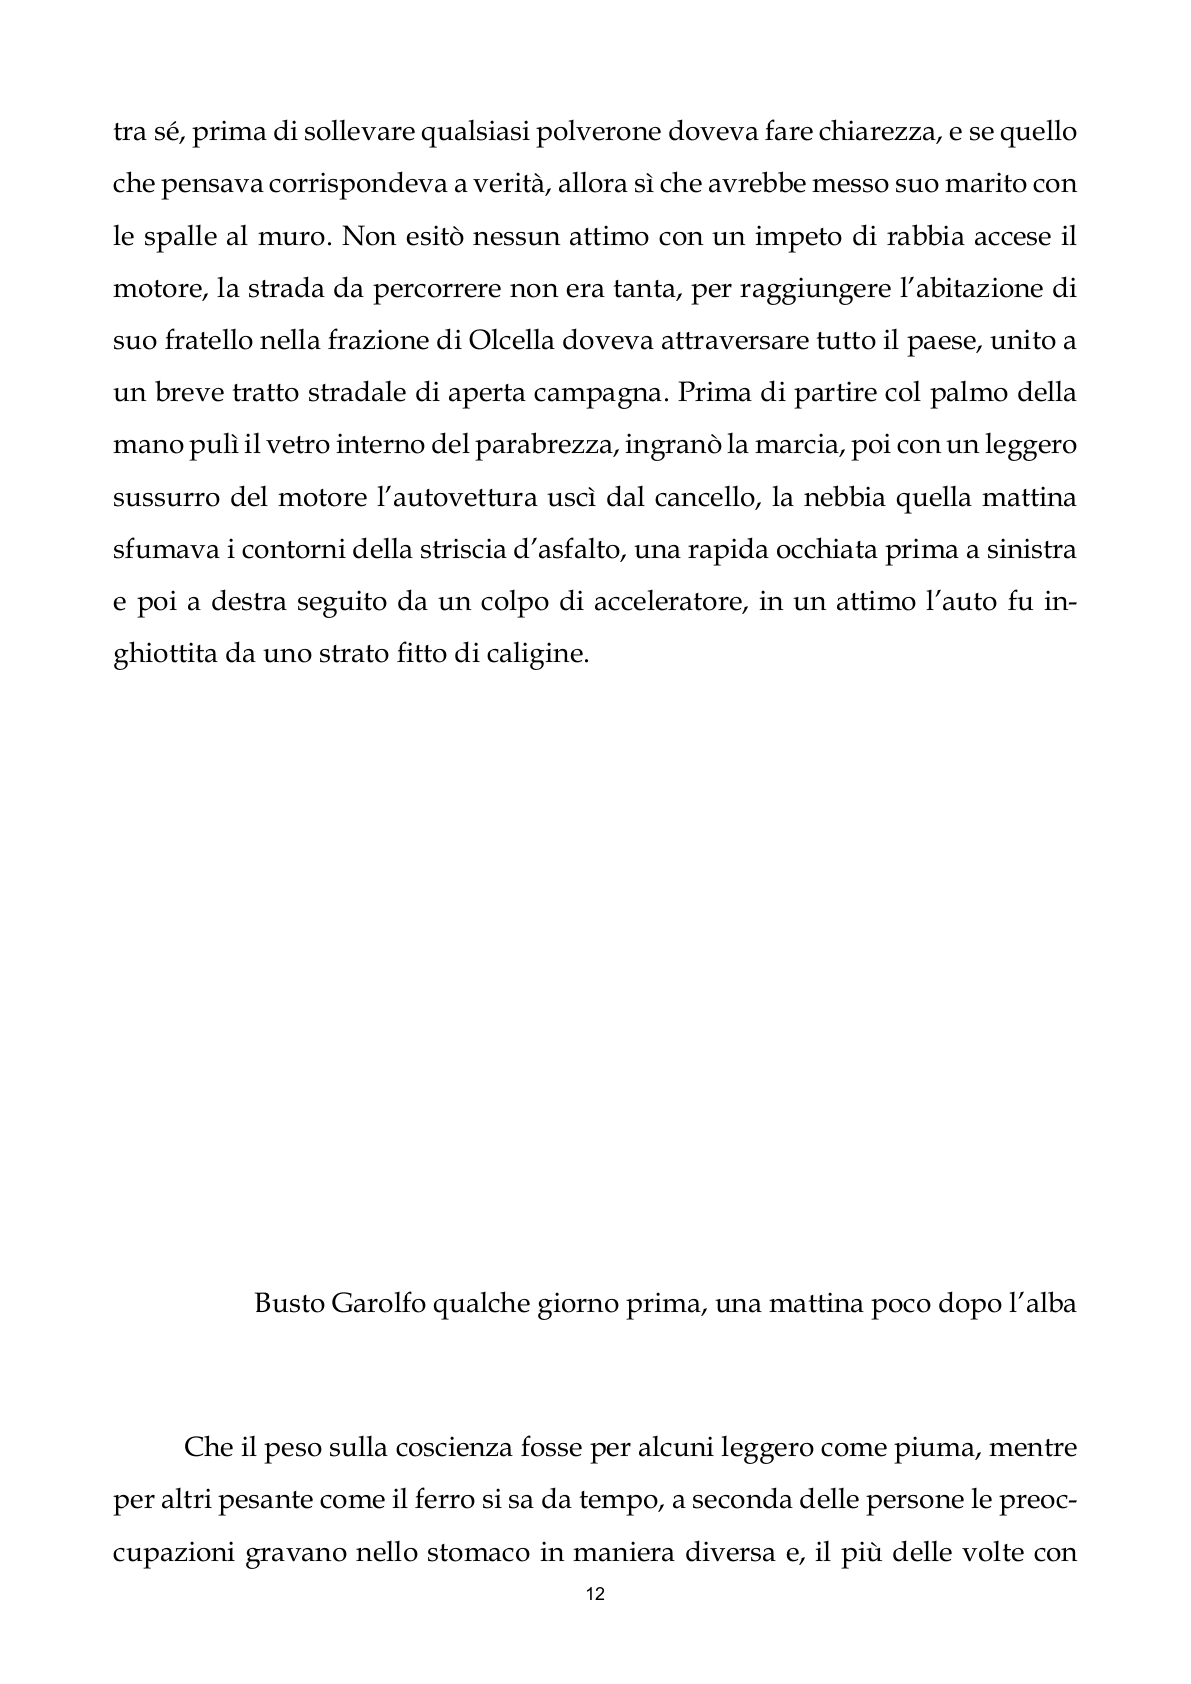 tra sé, prima di sollevare qualsiasi polverone doveva fare chiarezza, e se quello
che pensava corrispondeva a verità, allora sì che avrebbe messo suo marito con
le spalle al muro. Non esitò nessun attimo con un impeto di rabbia accese il
motore, la strada da percorrere non era tanta, per raggiungere l’abitazione di
suo fratello nella frazione di Olcella doveva attraversare tutto il paese, unito a
un breve tratto stradale di aperta campagna. Prima di partire col palmo della
mano pulì il vetro interno del parabrezza, ingranò la marcia, poi con un leggero
sussurro del motore l’autovettura uscì dal cancello, la nebbia quella mattina
sfumava i contorni della striscia d’asfalto, una rapida occhiata prima a sinistra
e poi a destra seguito da un colpo di acceleratore, in un attimo l’auto fu in-
ghiottita da uno strato fitto di caligine.
Busto Garolfo qualche giorno prima, una mattina poco dopo l’alba
Che il peso sulla coscienza fosse per alcuni leggero come piuma, mentre
per altri pesante come il ferro si sa da tempo, a seconda delle persone le preoc-
cupazioni gravano nello stomaco in maniera diversa e, il più delle volte con
12